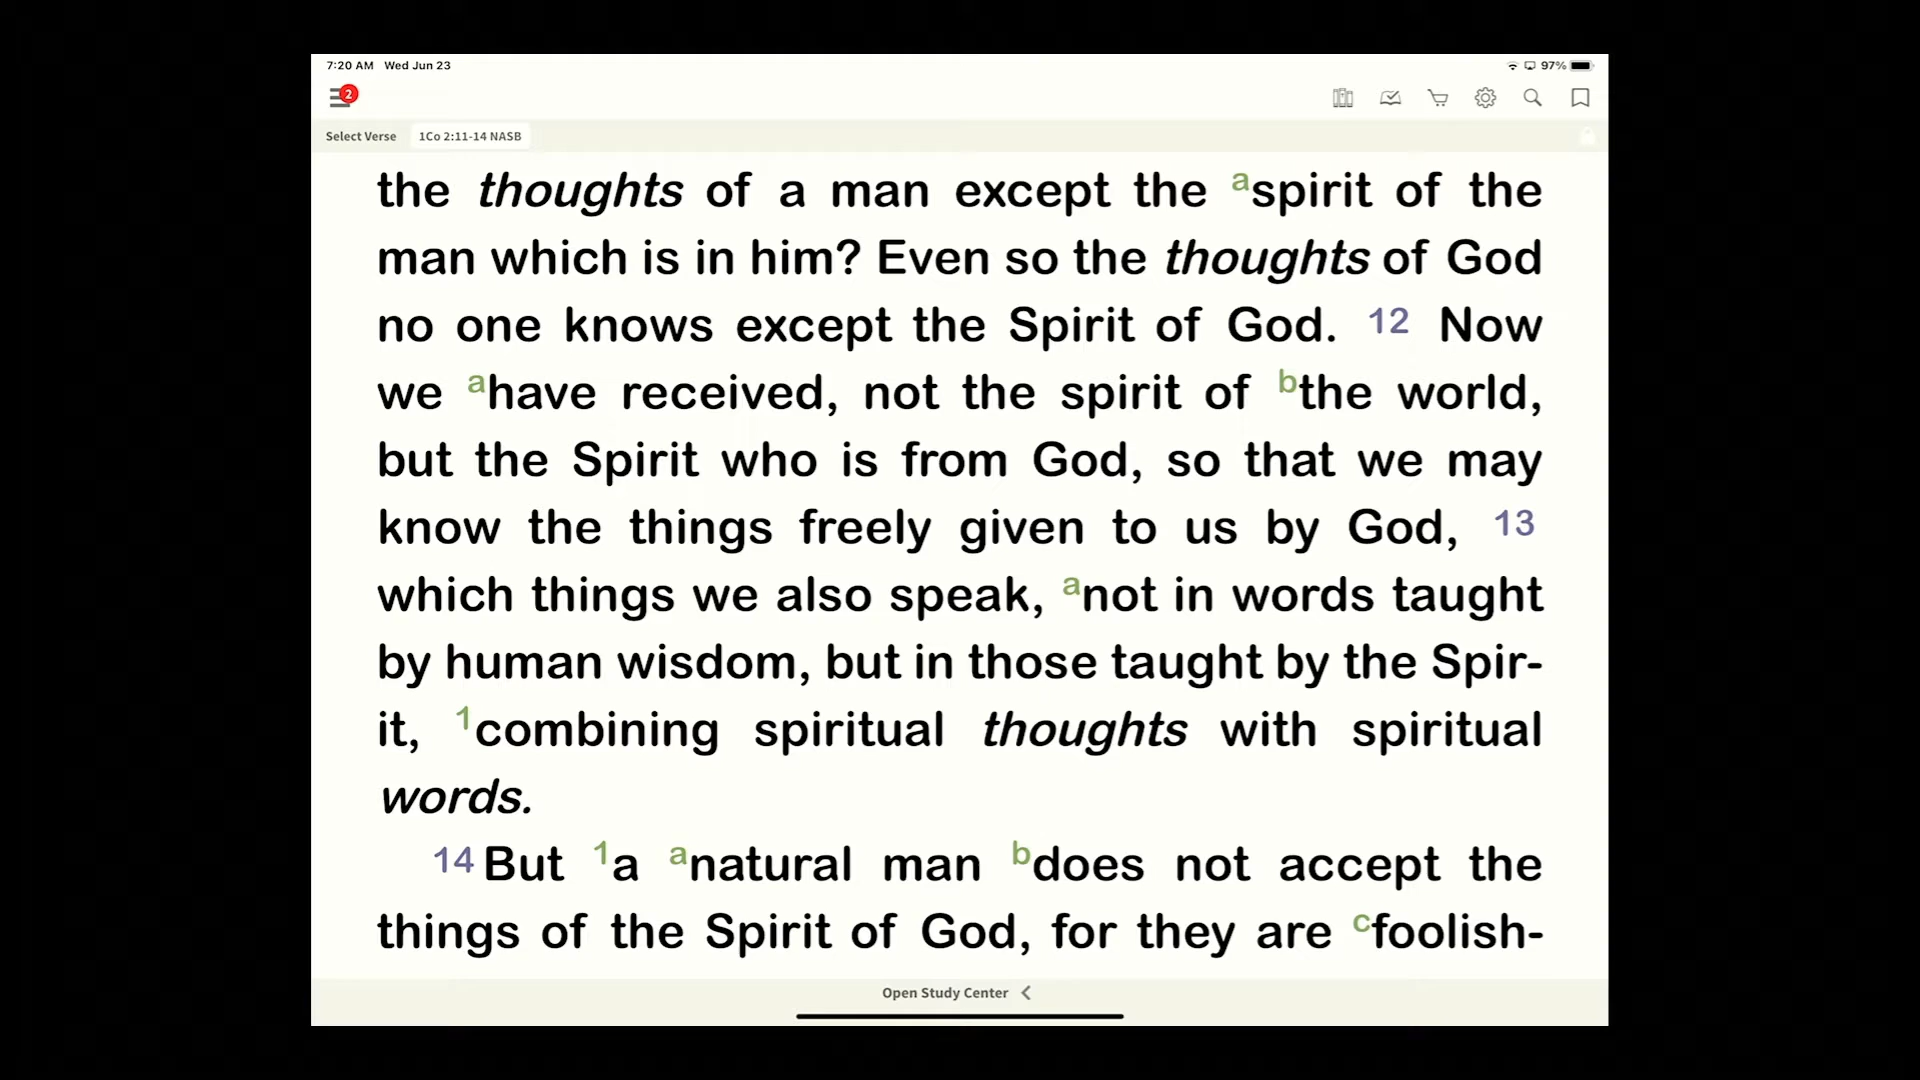 7:20 AM Wed Jun 23
97%
2
Select Verse 1Co 2:11-14 NASB
the thoughts of a man except the aspirit of the
man which is in him? Even so the thoughts of God
no one knows except the Spirit of God. 12 Now
we ahave received, not the spirit of bthe world,
but the Spirit who is from God, so that we may
know the things freely given to us by God, 13
which things we also speak, anot in words taught
by human wisdom, but in those taught by the Spir-
it, 1combining spiritual thoughts with spiritual
words.
14 But 1a anatural man bdoes not accept the
things of the Spirit of God, for they are cfoolish-
Open Study Center